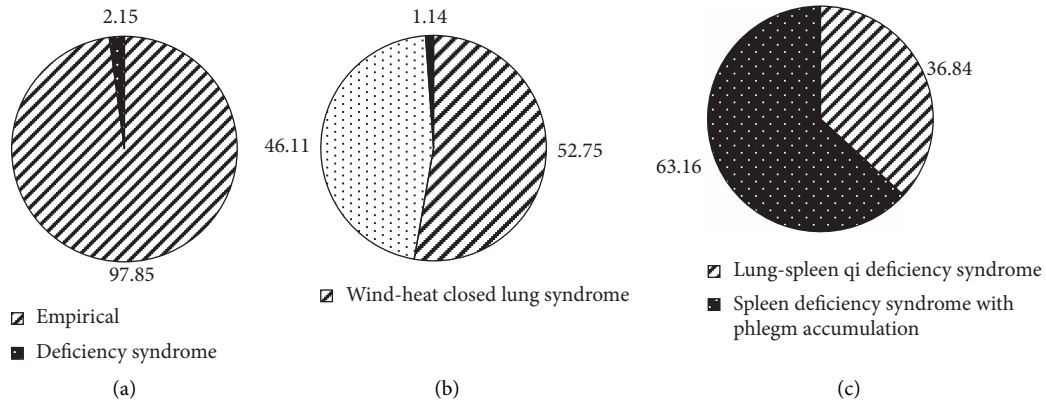 2.15
97.85
Empirical
Deficiency syndrome
(a)
1.14
46.11
52.75
Wind-heat closed lung syndrome
(b)
36.84
63.16
Lung-spleen qi deficiency syndrome
Spleen deficiency syndrome with
phlegm accumulation
(c)